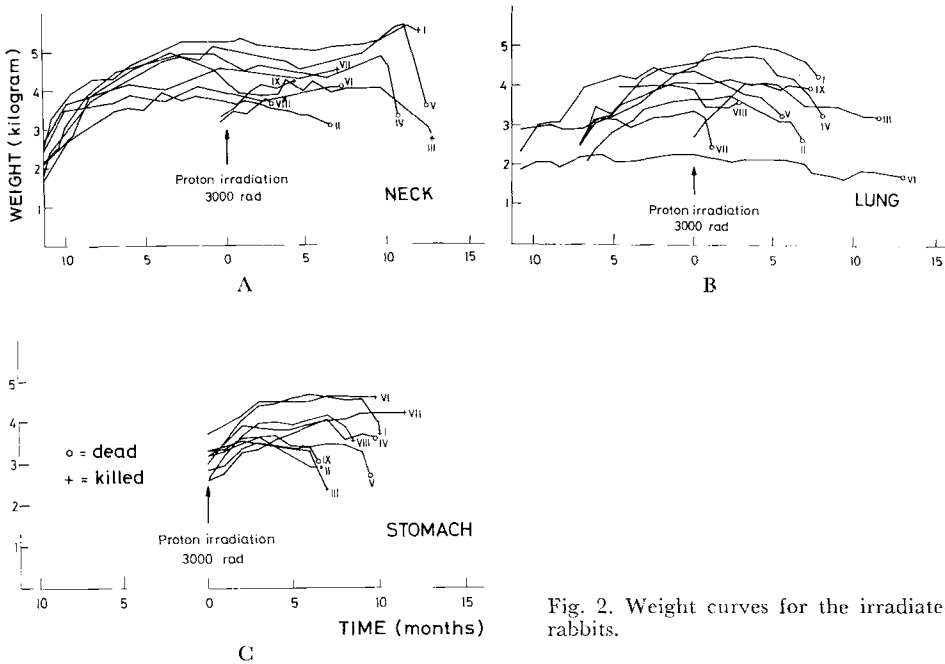 WEIGHT (kilogram)
5
4
3
2
1
I
VII
IX
VI
VIII
II
V
IV
III
Proton irradiation
3000 rad
NECK
10 5 0 5 10 15
A
5
4
3
2
1
I
IX
VIII
V
IV
III
II
VII
VI
Proton irradiation
3000 rad
LUNG
10 5 0 5 10 15
B
5
4
3
2
1
o = dead
+ = killed
VI
VII
I
VIII
IV
IX
II
V
III
Proton irradiation
3000 rad
STOMACH
10 5 0 5 10 15
TIME (months)
C
Fig. 2. Weight curves for the irradiate
rabbits.